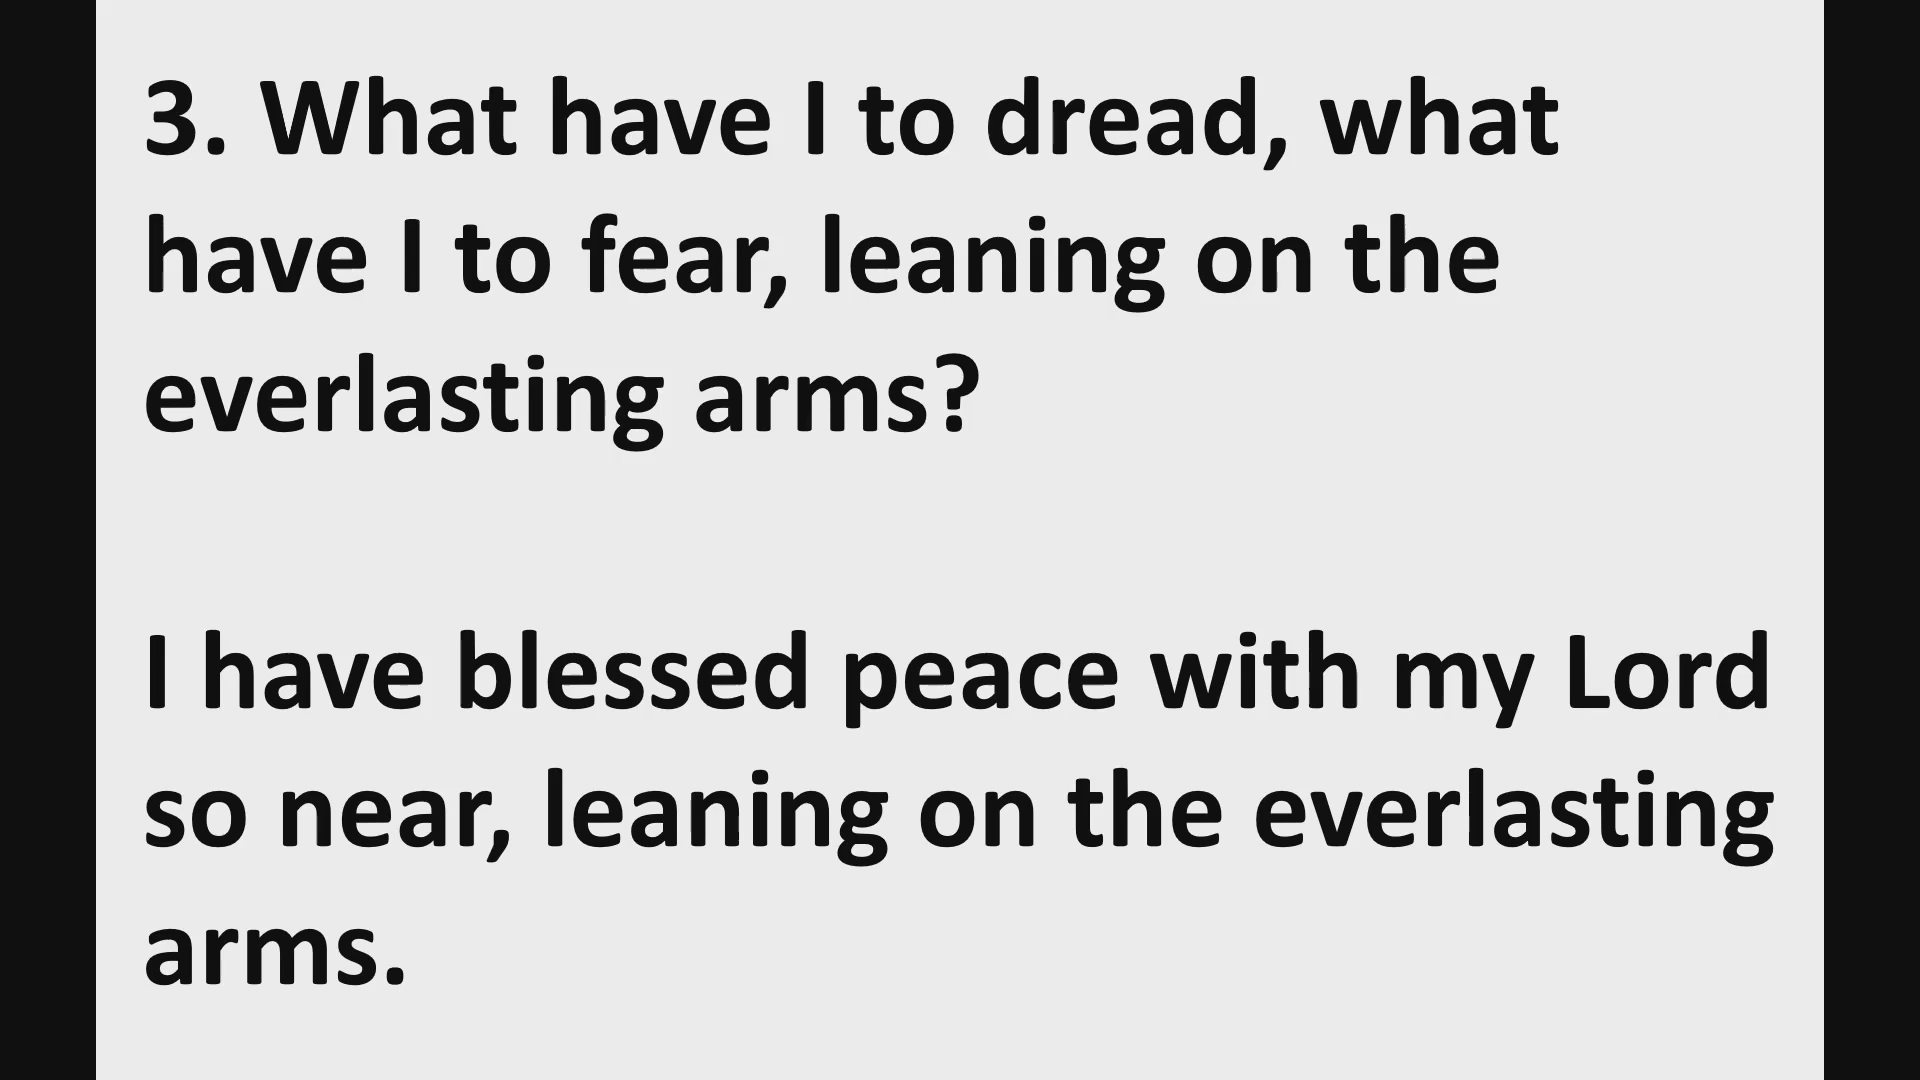 3. What have I to dread, what
have I to fear, leaning on the
everlasting arms?
I have blessed peace with my Lord
so near, leaning on the everlasting
arms.